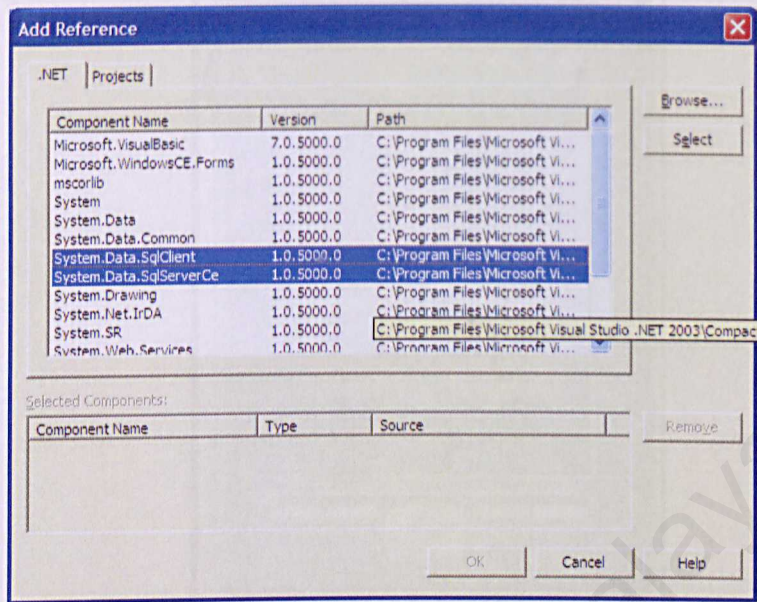 Add Reference
.NET Projects
Browse...
Select
Component Name Version Path
Microsoft.VisualBasic 7.0.5000.0 C:\Program Files\Microsoft Vi...
Microsoft.WindowsCE.Forms 1.0.5000.0 C:\Program Files\Microsoft Vi...
mscorlib 1.0.5000.0 C:\Program Files\Microsoft Vi...
System 1.0.5000.0 C:\Program Files\Microsoft Vi...
System.Data 1.0.5000.0 C:\Program Files\Microsoft Vi...
System.Data.Common 1.0.5000.0 C:\Program Files\Microsoft Vi...
System.Data.SqlClient 1.0.5000.0 C:\Program Files\Microsoft Vi...
System.Data.SqlServerCe 1.0.5000.0 C:\Program Files\Microsoft Vi...
System.Drawing 1.0.5000.0 C:\Program Files\Microsoft Vi...
System.Net.IrDA 1.0.5000.0 C:\Program Files\Microsoft Vi...
System.SR 1.0.5000.0 C:\Program Files\Microsoft Visual Studio .NET 2003\Compac
System.Web.Services 1.0.5000.0 C:\Program Files\Microsoft Vi...
Selected Components:
Component Name Type Source
Remove
OK Cancel Help